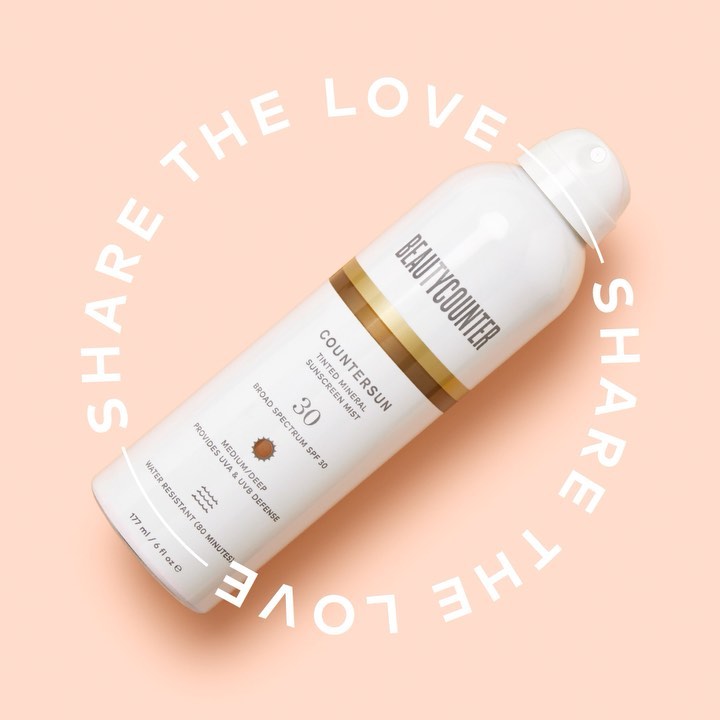 SHARE THE LOVE
SHARE THE LOVE
BEAUTYCOUNTER
COUNTERSUN
TINTED MINERAL
SUNSCREEN MIST
30
BROAD SPECTRUM SPF 30
MEDIUM/DEEP
PROVIDES UVA & UVB DEFENSE
WATER RESISTANT (80 MINUTES)
177 ml / 6 fl oz ℮